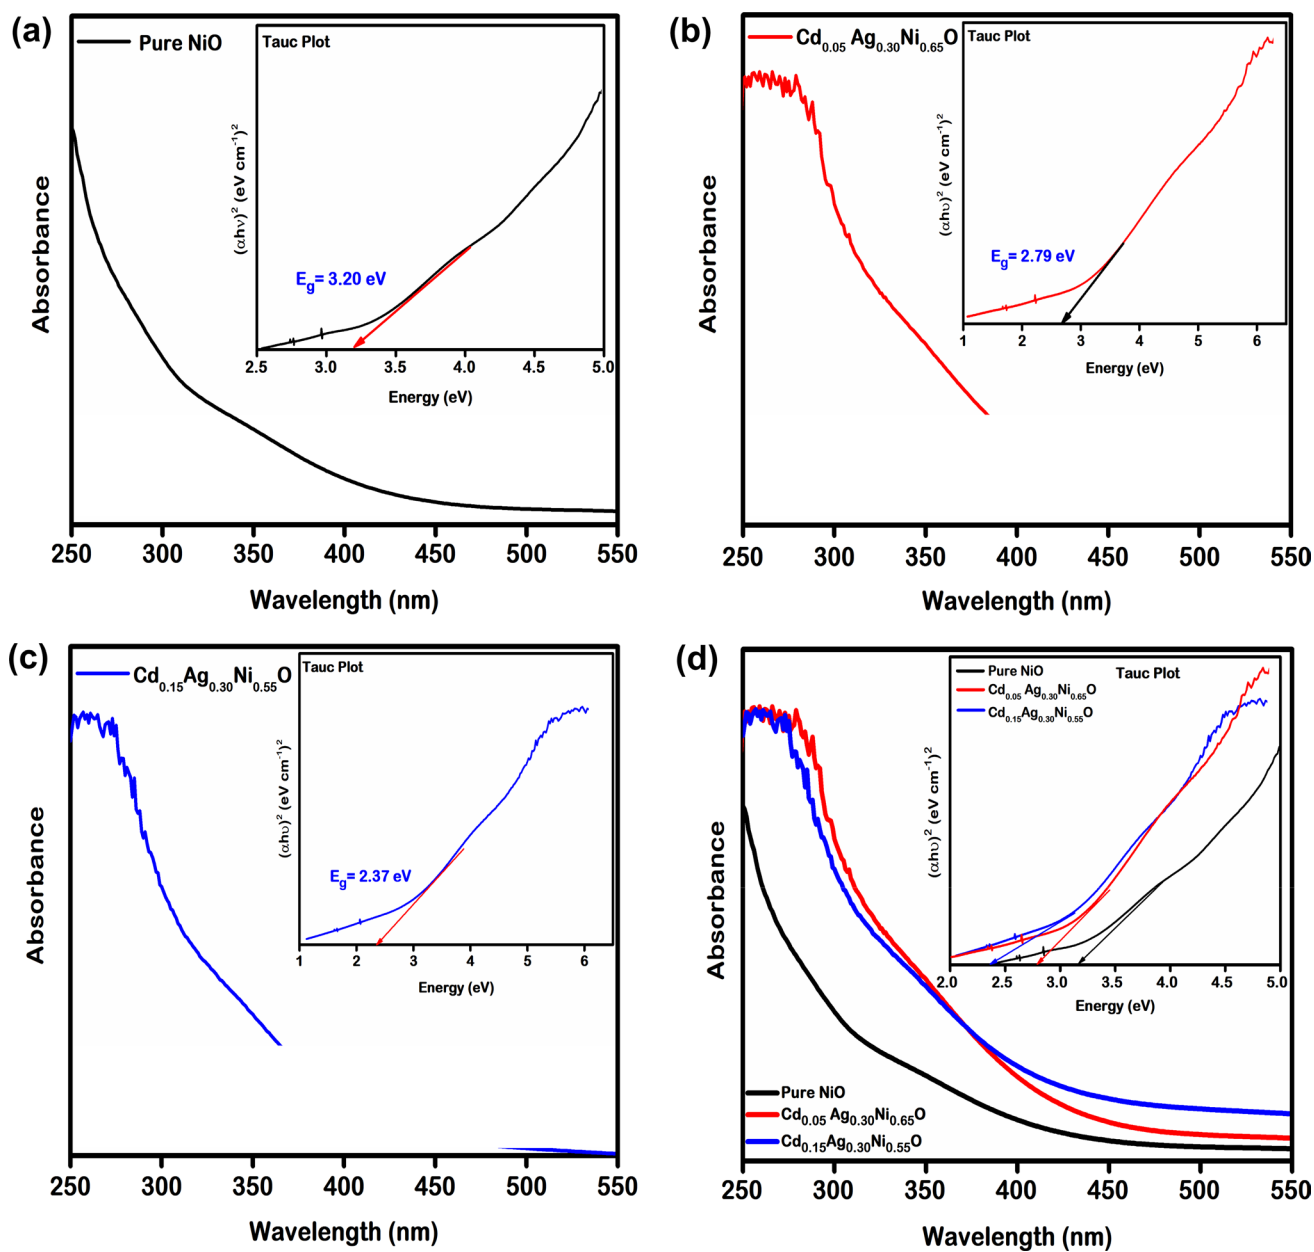 (a)
Pure NiO
Tauc Plot
(αhν)² (eV cm⁻¹)²
E_g= 3.20 eV
2.5 3.0 3.5 4.0 4.5 5.0
Energy (eV)
Absorbance
250 300 350 400 450 500 550
Wavelength (nm)
(b)
Cd₀.₀₅ Ag₀.₃₀Ni₀.₆₅O
Tauc Plot
(αhυ)² (eV cm⁻¹)²
E_g= 2.79 eV
1 2 3 4 5 6
Energy (eV)
Absorbance
250 300 350 400 450 500 550
Wavelength (nm)
(c)
Cd₀.₁₅Ag₀.₃₀Ni₀.₅₅O
Tauc Plot
(αhυ)² (eV cm⁻¹)²
E_g= 2.37 eV
1 2 3 4 5 6
Energy (eV)
Absorbance
250 300 350 400 450 500 550
Wavelength (nm)
(d)
Pure NiO
Cd₀.₀₅ Ag₀.₃₀Ni₀.₆₅O
Cd₀.₁₅Ag₀.₃₀Ni₀.₅₅O
Tauc Plot
(αhυ)² (eV cm⁻¹)²
2.0 2.5 3.0 3.5 4.0 4.5 5.0
Energy (eV)
Absorbance
Pure NiO
Cd₀.₀₅ Ag₀.₃₀Ni₀.₆₅O
Cd₀.₁₅Ag₀.₃₀Ni₀.₅₅O
250 300 350 400 450 500 550
Wavelength (nm)